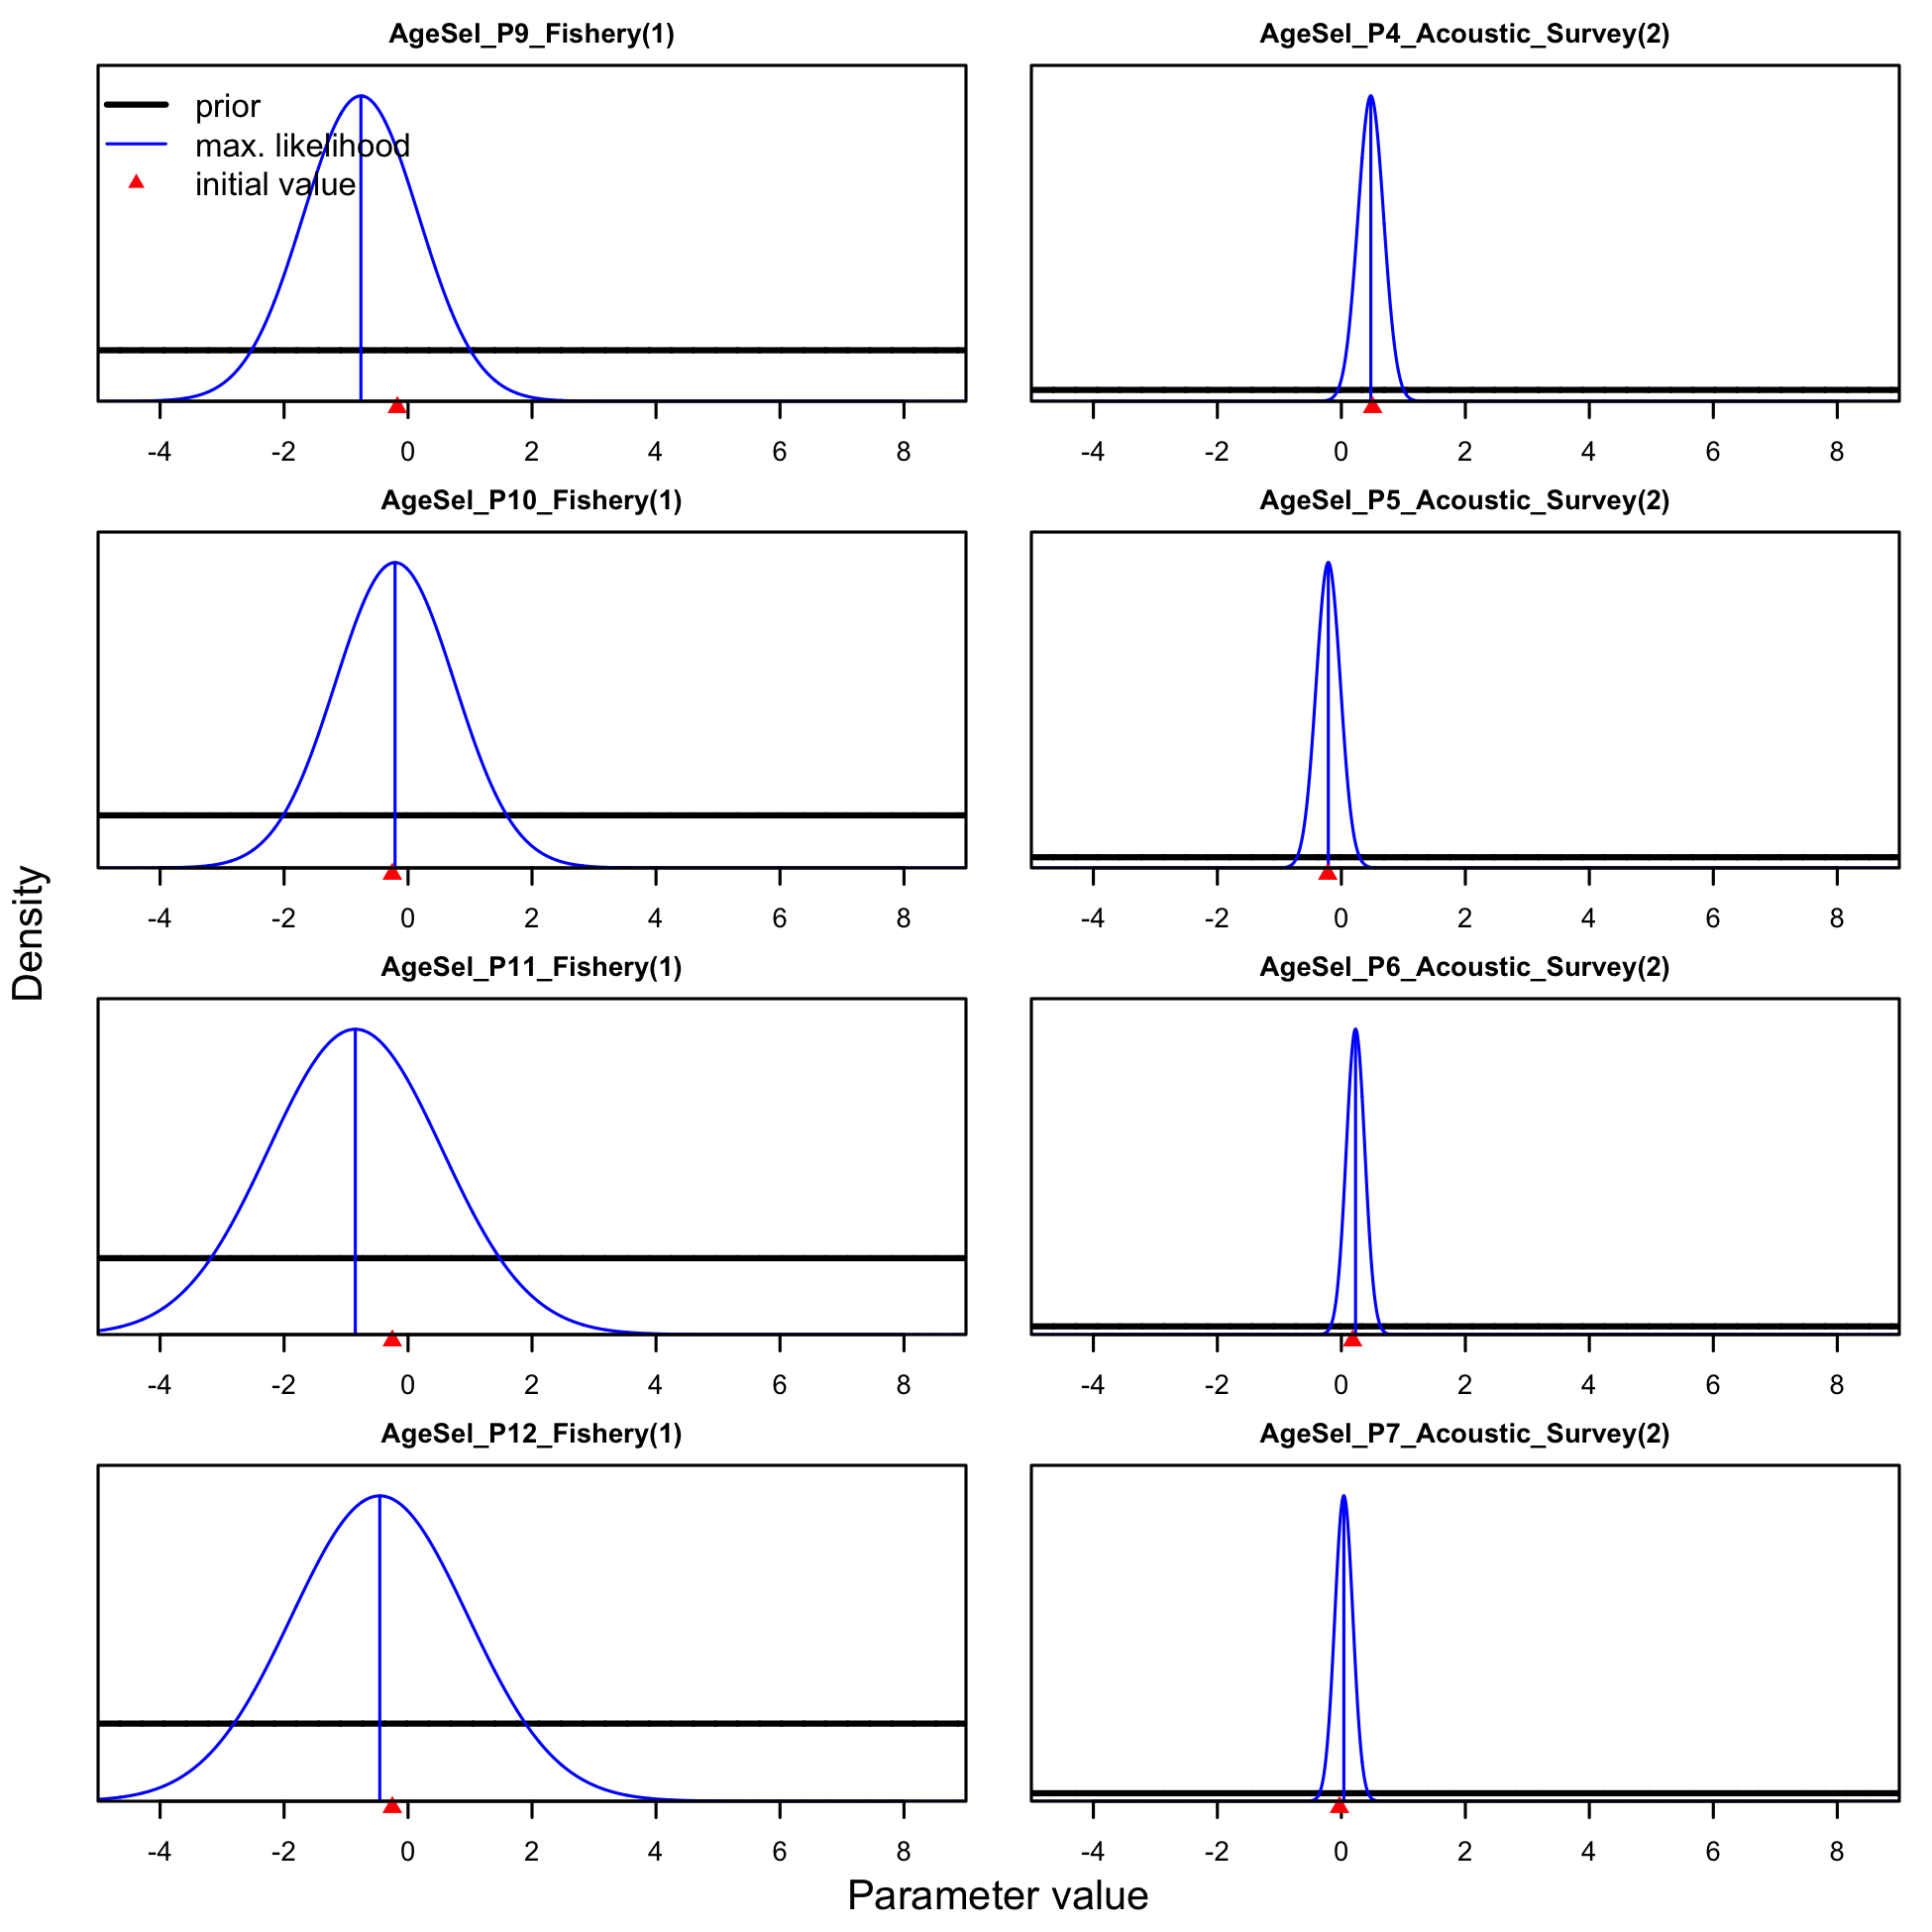 AgeSel_P9_Fishery(1)
prior
max. likelihood
initial value
-4 -2 0 2 4 6 8
AgeSel_P4_Acoustic_Survey(2)
-4 -2 0 2 4 6 8
AgeSel_P10_Fishery(1)
-4 -2 0 2 4 6 8
AgeSel_P5_Acoustic_Survey(2)
-4 -2 0 2 4 6 8
AgeSel_P11_Fishery(1)
-4 -2 0 2 4 6 8
AgeSel_P6_Acoustic_Survey(2)
-4 -2 0 2 4 6 8
AgeSel_P12_Fishery(1)
-4 -2 0 2 4 6 8
AgeSel_P7_Acoustic_Survey(2)
-4 -2 0 2 4 6 8
Density
Parameter value